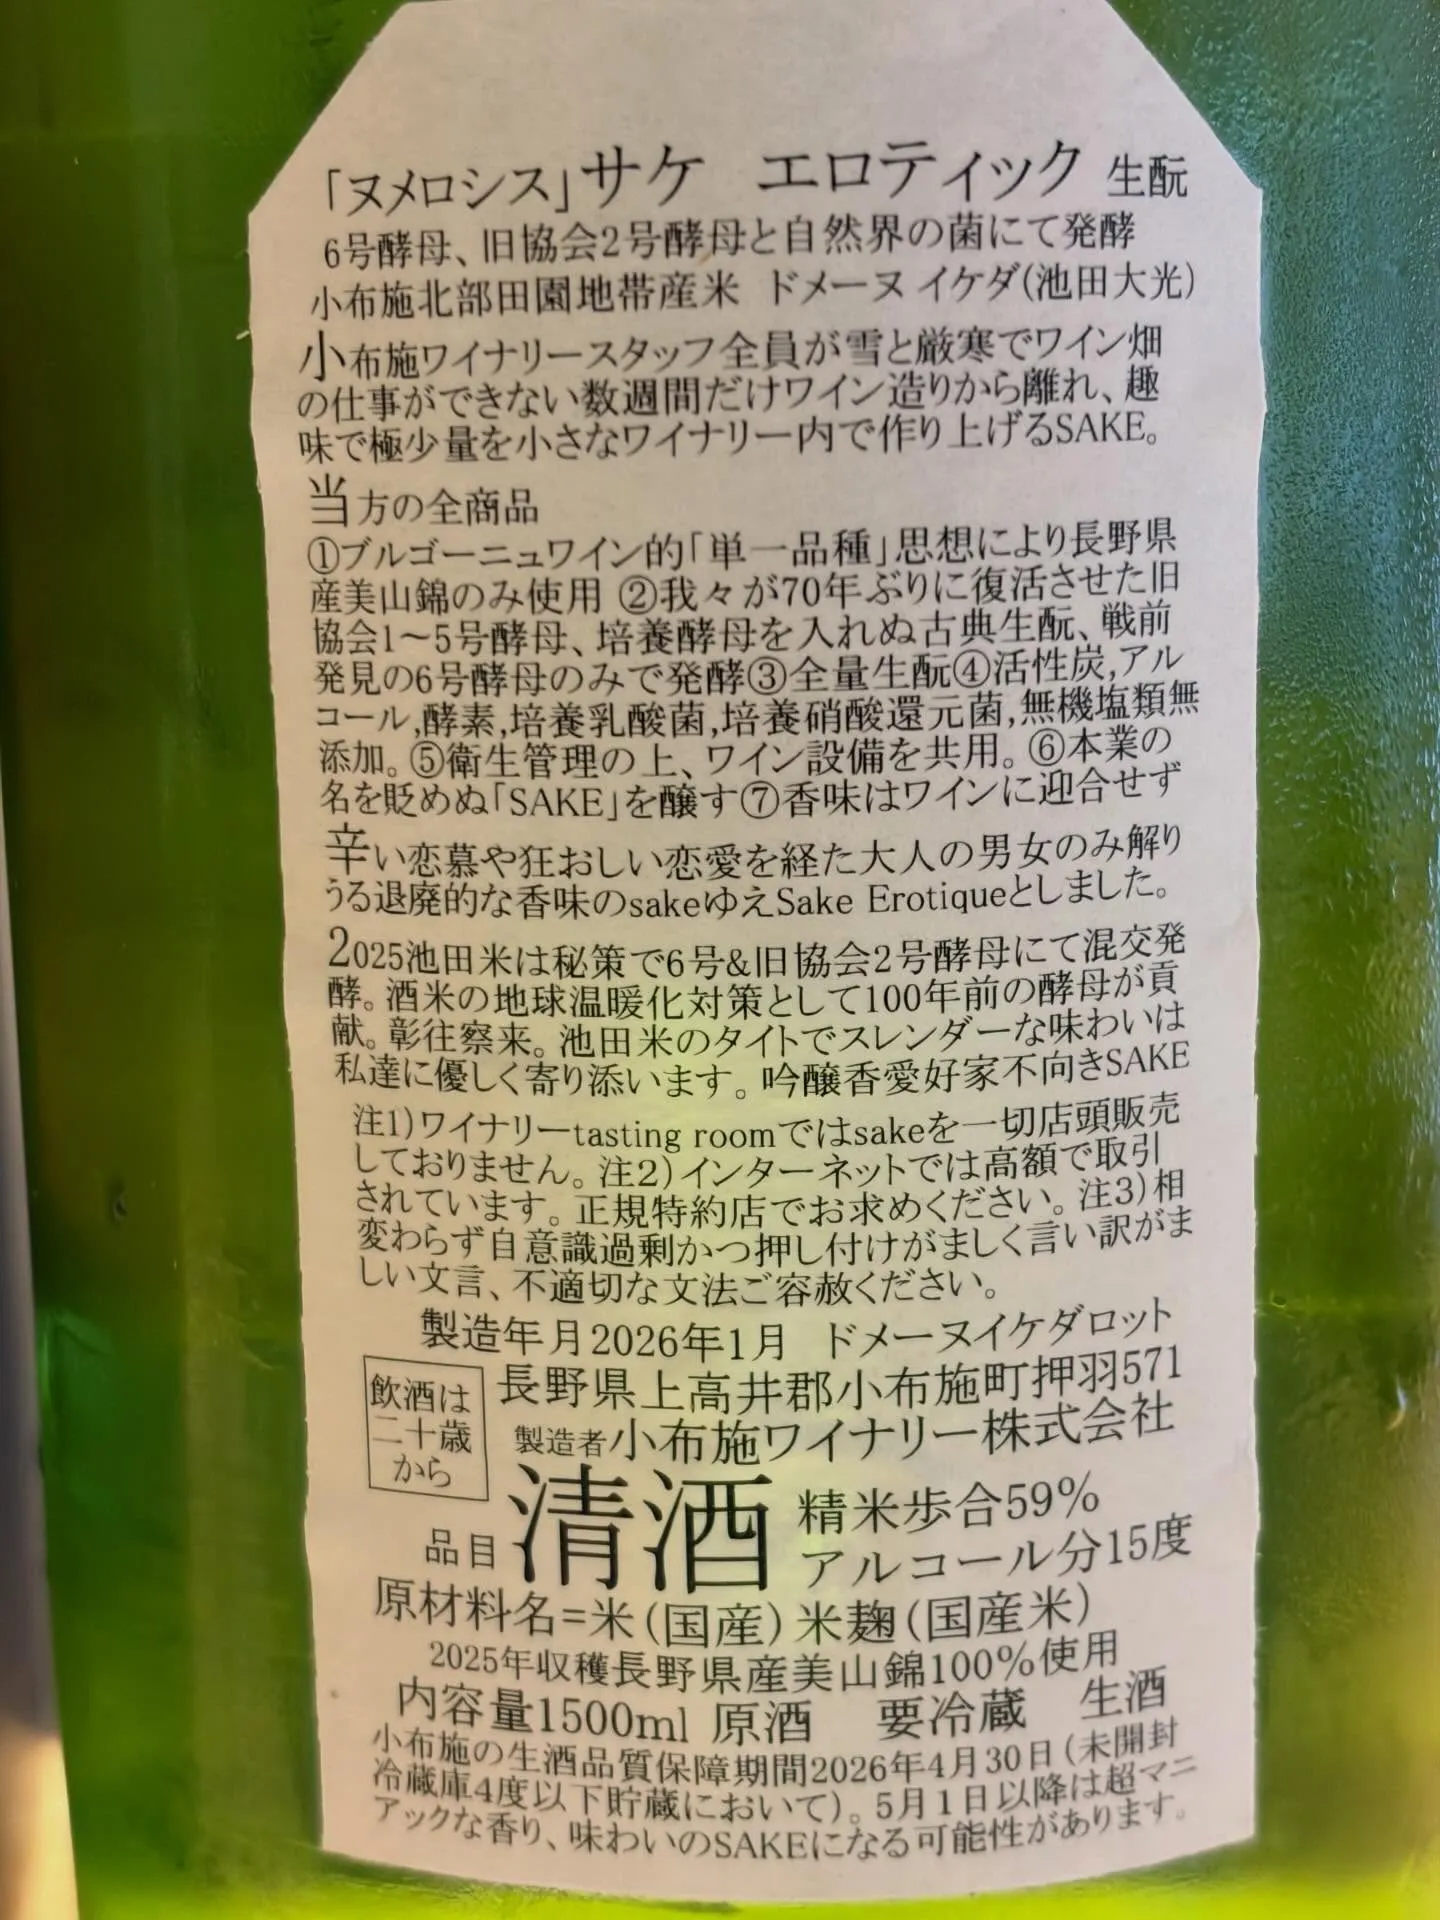 「ヌメロシス」サケ エロティック 生酛
6号酵母、旧協会2号酵母と自然界の菌にて発酵
小布施北部田園地帯産米 ドメーヌ イケダ(池田大光)
小布施ワイナリースタッフ全員が雪と厳寒でワイン畑
の仕事ができない数週間だけワイン造りから離れ、趣
味で極少量を小さなワイナリー内で作り上げるSAKE。
当方の全商品
①ブルゴーニュワイン的「単一品種」思想により長野県
産美山錦のみ使用 ②我々が70年ぶりに復活させた旧
協会1〜5号酵母、培養酵母を入れぬ古典生酛、戦前
発見の6号酵母のみで発酵③全量生酛④活性炭,アル
コール,酵素,培養乳酸菌,培養硝酸還元菌,無機塩類無
添加。⑤衛生管理の上、ワイン設備を共用。⑥本業の
名を貶めぬ「SAKE」を醸す⑦香味はワインに迎合せず
辛い恋慕や狂おしい恋愛を経た大人の男女のみ解り
うる退廃的な香味のsakeゆえSake Erotiqueとしました。
2025池田米は秘策で6号&旧協会2号酵母にて混交発
酵。酒米の地球温暖化対策として100年前の酵母が貢
献。彰往察来。池田米のタイトでスレンダーな味わいは
私達に優しく寄り添います。吟醸香愛好家不向きSAKE
注1)ワイナリーtasting roomではsakeを一切店頭販売
しておりません。注2)インターネットでは高額で取引
されています。正規特約店でお求めください。注3)相
変わらず自意識過剰かつ押し付けがましく言い訳がま
しい文言、不適切な文法ご容赦ください。
製造年月2026年1月 ドメーヌイケダロット
飲酒は
二十歳
から
長野県上高井郡小布施町押羽571
製造者小布施ワイナリー株式会社
品目 清酒 精米歩合59%
アルコール分15度
原材料名=米(国産)米麹(国産米)
2025年収穫長野県産美山錦100%使用
内容量1500ml 原酒 要冷蔵 生酒
小布施の生酒品質保障期間2026年4月30日(未開封
冷蔵庫4度以下貯蔵において)。5月1日以降は超マニ
アックな香り、味わいのSAKEになる可能性があります。